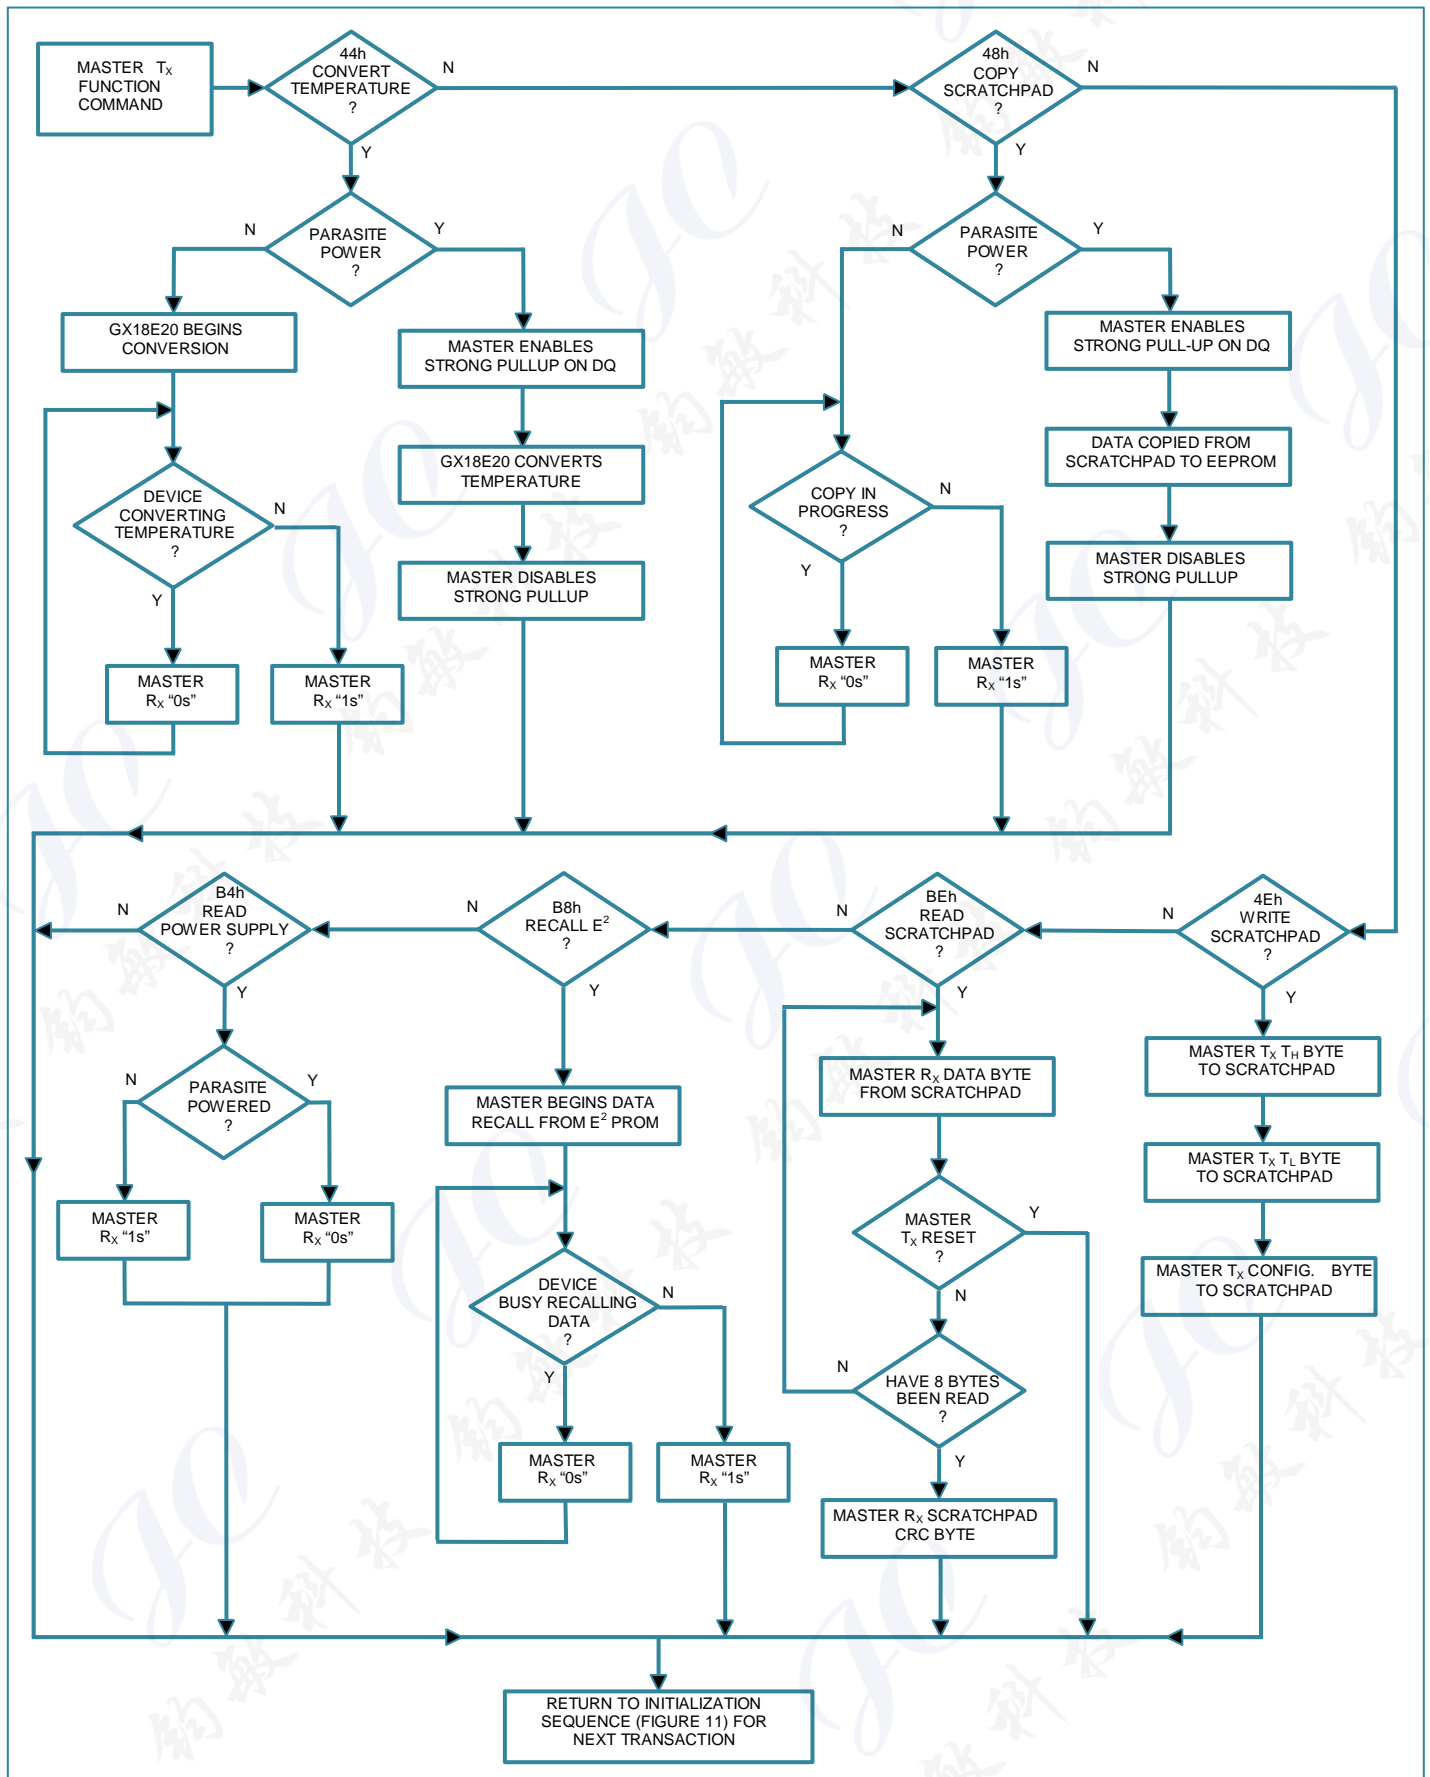 MASTER TX
FUNCTION
COMMAND
44h
CONVERT
TEMPERATURE
?
N
Y
48h
COPY
SCRATCHPAD
?
N
Y
N
PARASITE
POWER
?
Y
N
PARASITE
POWER
?
Y
GX18E20 BEGINS
CONVERSION
MASTER ENABLES
STRONG PULLUP ON DQ
MASTER ENABLES
STRONG PULL-UP ON DQ
GX18E20 CONVERTS
TEMPERATURE
DATA COPIED FROM
SCRATCHPAD TO EEPROM
DEVICE
CONVERTING
TEMPERATURE
?
N
Y
COPY IN
PROGRESS
?
N
Y
MASTER DISABLES
STRONG PULLUP
MASTER DISABLES
STRONG PULLUP
MASTER
RX “0s”
MASTER
RX “1s”
MASTER
RX “0s”
MASTER
RX “1s”
N
B4h
READ
POWER SUPPLY
?
Y
N
B8h
RECALL E²
?
Y
N
BEh
READ
SCRATCHPAD
?
Y
N
4Eh
WRITE
SCRATCHPAD
?
Y
N
PARASITE
POWERED
?
Y
MASTER BEGINS DATA
RECALL FROM E² PROM
MASTER RX DATA BYTE
FROM SCRATCHPAD
MASTER TX TH BYTE
TO SCRATCHPAD
MASTER
RX “1s”
MASTER
RX “0s”
MASTER
TX RESET
?
Y
N
MASTER TX TL BYTE
TO SCRATCHPAD
DEVICE
BUSY RECALLING
DATA
?
N
Y
MASTER TX CONFIG. BYTE
TO SCRATCHPAD
N
HAVE 8 BYTES
BEEN READ
?
Y
MASTER
RX “0s”
MASTER
RX “1s”
MASTER RX SCRATCHPAD
CRC BYTE
RETURN TO INITIALIZATION
SEQUENCE (FIGURE 11) FOR
NEXT TRANSACTION